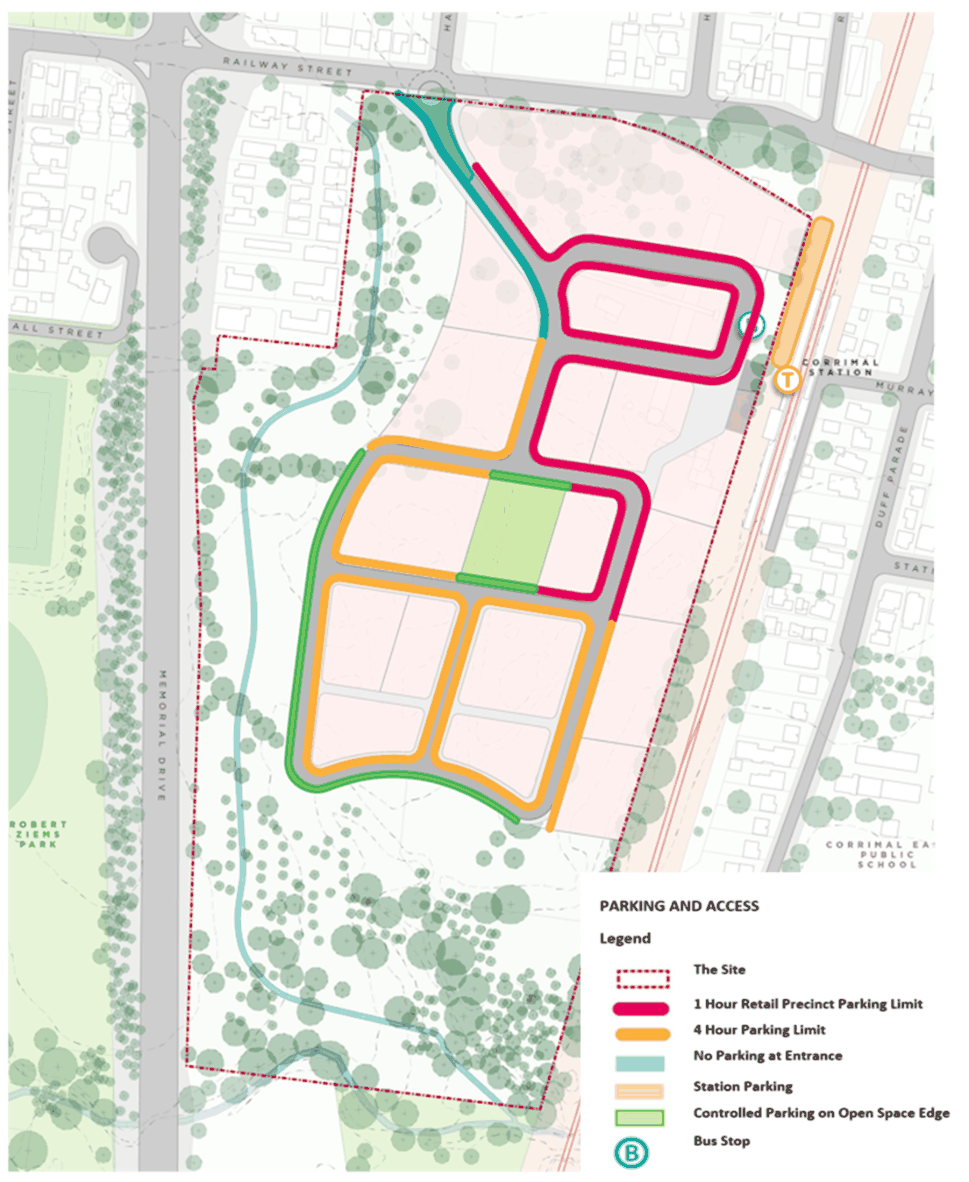 RAILWAY STREET
ALL STREET
B
CORRIMAL
STATION
T
MURRAY
DUFF PARADE
STATI
MEMORIAL DRIVE
ROBERT
ZIEMS
PARK
CORRIMAL EAS
PUBLIC
SCHOOL
PARKING AND ACCESS
Legend
The Site
1 Hour Retail Precinct Parking Limit
4 Hour Parking Limit
No Parking at Entrance
Station Parking
Controlled Parking on Open Space Edge
B
Bus Stop